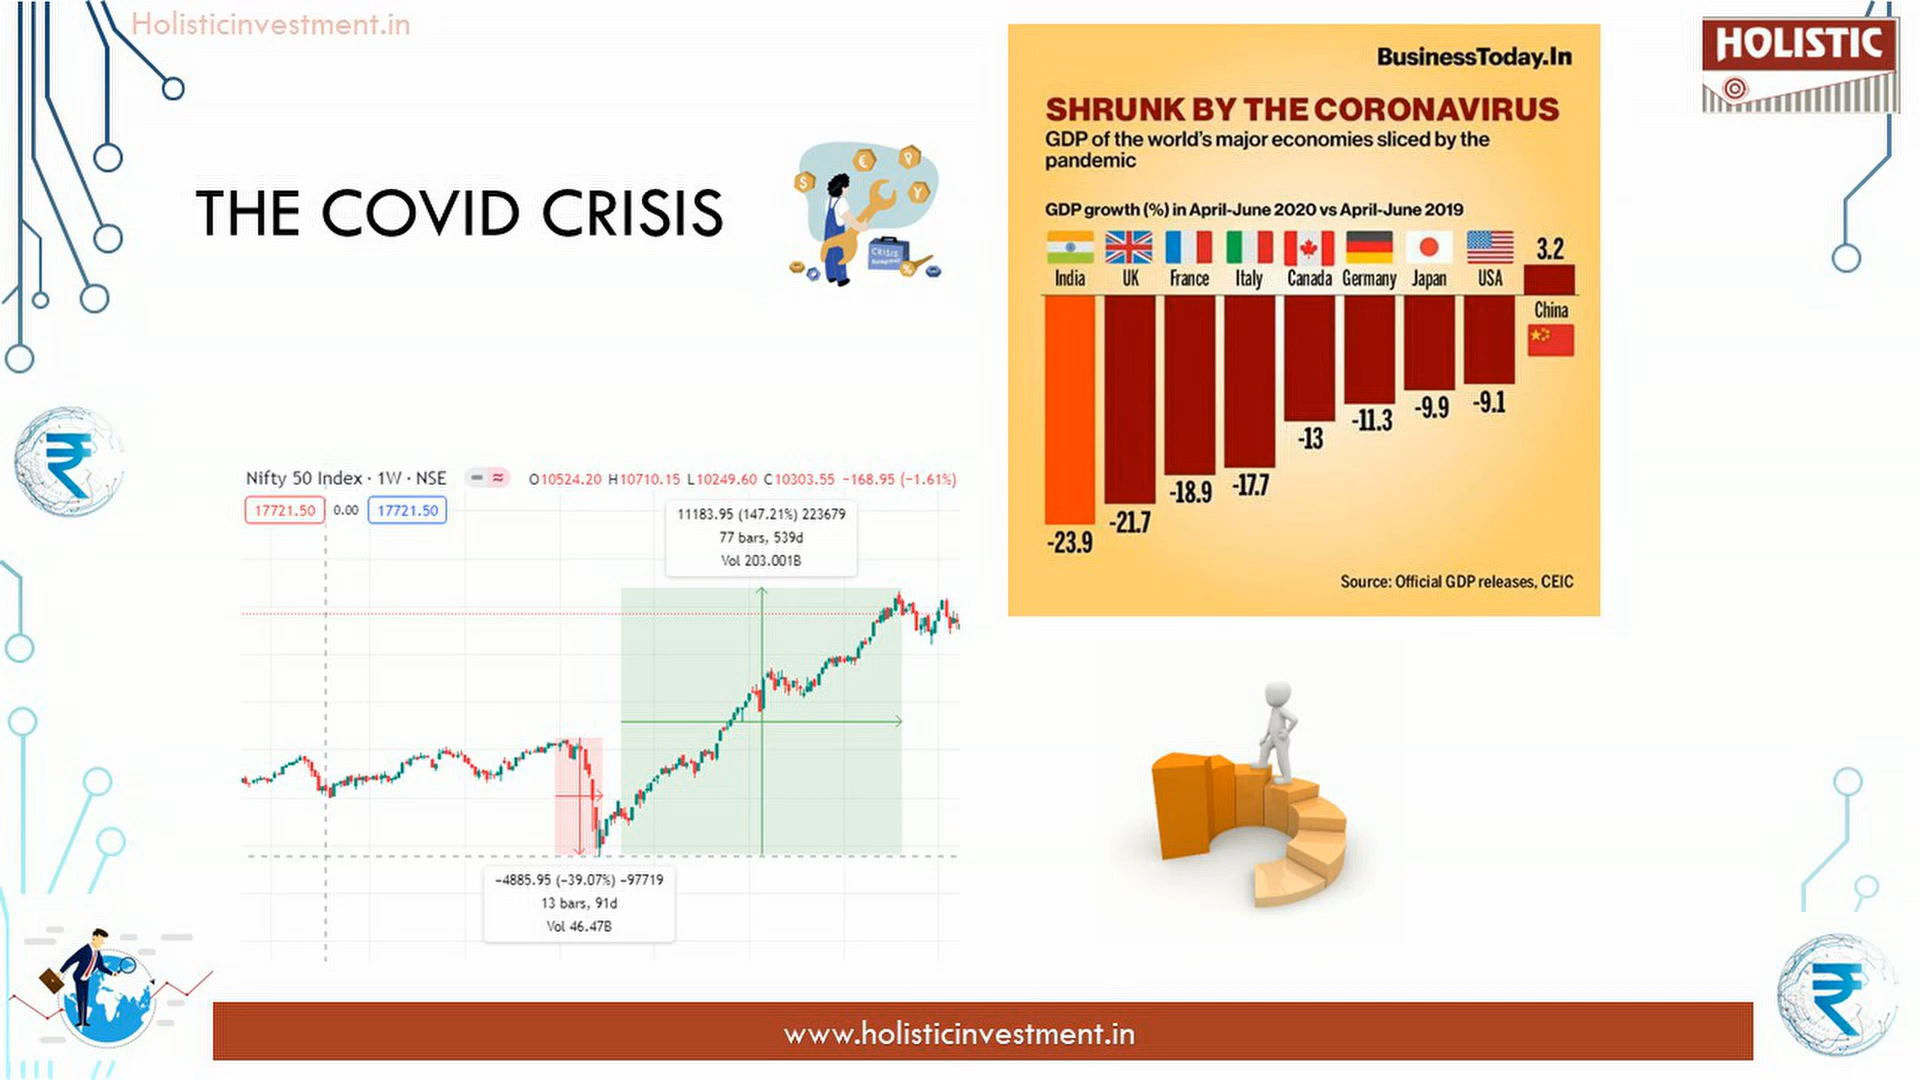 Holisticinvestment.in
HOLISTIC
THE COVID CRISIS
$ € P Y
CRISIS
Management
%
BusinessToday.In
SHRUNK BY THE CORONAVIRUS
GDP of the world's major economies sliced by the
pandemic
GDP growth (%) in April-June 2020 vs April-June 2019
3.2
India UK France Italy Canada Germany Japan USA
China
-9.1
-9.9
-11.3
-13
-17.7
-18.9
-21.7
-23.9
Source: Official GDP releases, CEIC
₹
Nifty 50 Index · 1W · NSE O10524.20 H10710.15 L10249.60 C10303.55 −168.95 (−1.61%)
17721.50 0.00 17721.50
11183.95 (147.21%) 223679
77 bars, 539d
Vol 203.001B
−4885.95 (−39.07%) −97719
13 bars, 91d
Vol 46.47B
₹
www.holisticinvestment.in